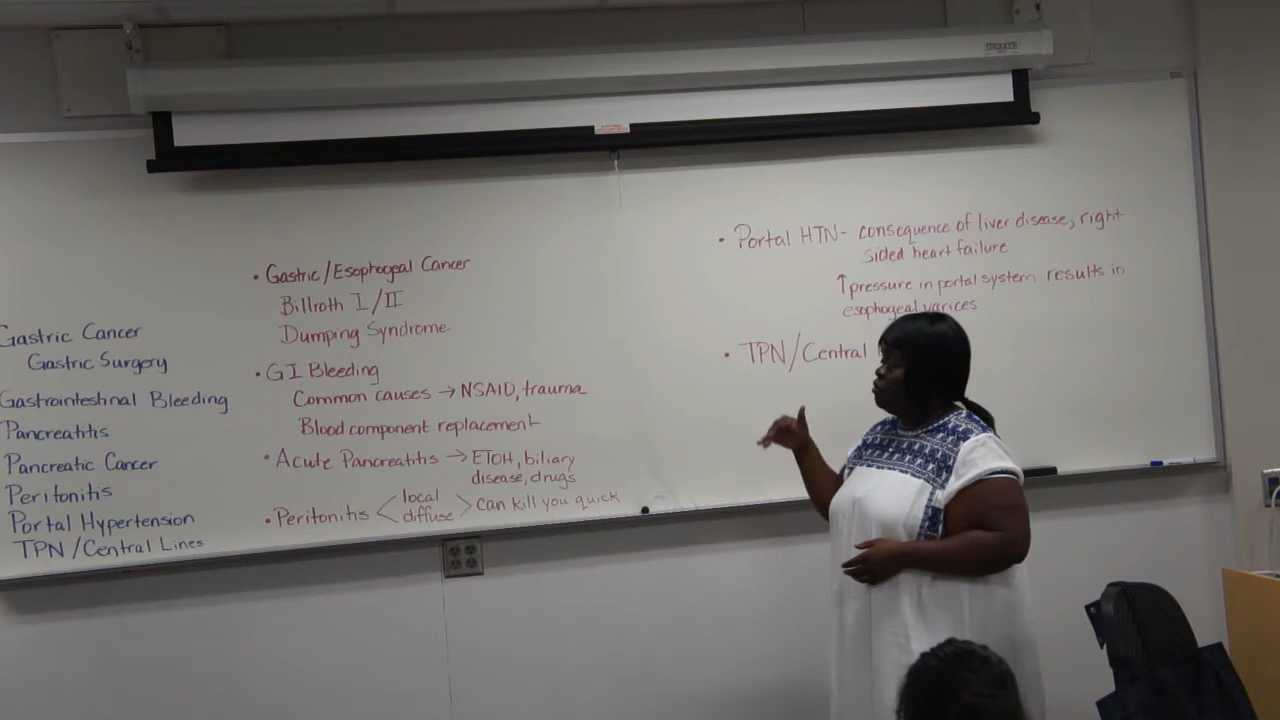 Gastric Cancer
Gastric Surgery
Gastrointestinal Bleeding
Pancreatitis
Pancreatic Cancer
Peritonitis
Portal Hypertension
TPN/Central Lines
• Gastric/Esophageal Cancer
Billroth I/II
Dumping Syndrome
• GI Bleeding
Common causes → NSAID, trauma
Blood component replacement
• Acute Pancreatitis → ETOH, biliary
disease, drugs
• Peritonitis < local
diffuse > can kill you quick
• Portal HTN- consequence of liver disease, right
sided heart failure
↑pressure in portal system results in
esophogeal varices
• TPN/Central